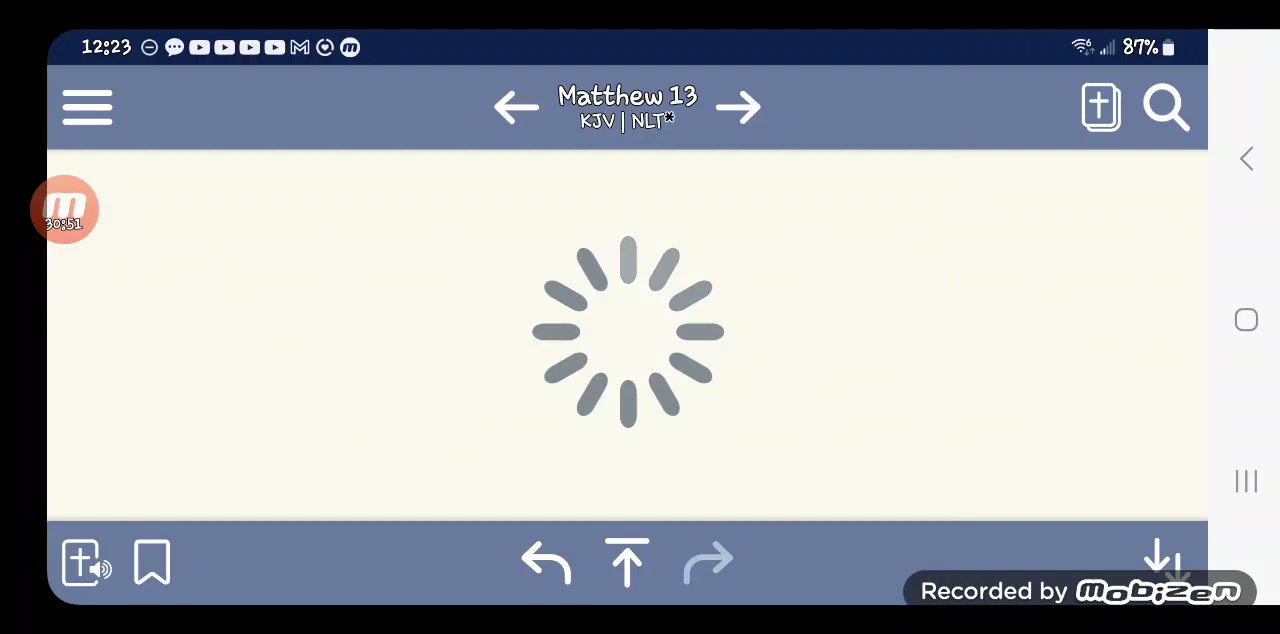 12:23 87%
Matthew 13
KJV | NLT*
m
30:51
Recorded by mobizen